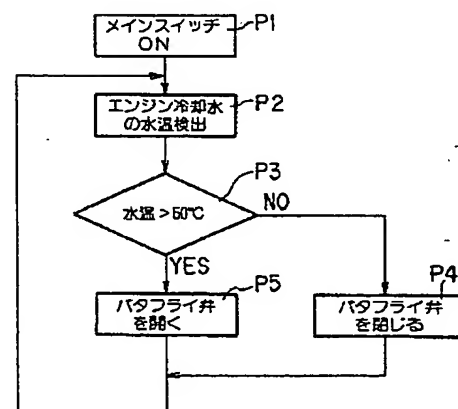 メインスイッチ
ON
P1
エンジン冷却水
の水温検出
P2
P3
水温>50℃
NO
YES
P5
バタフライ弁
を開く
P4
バタフライ弁
を閉じる